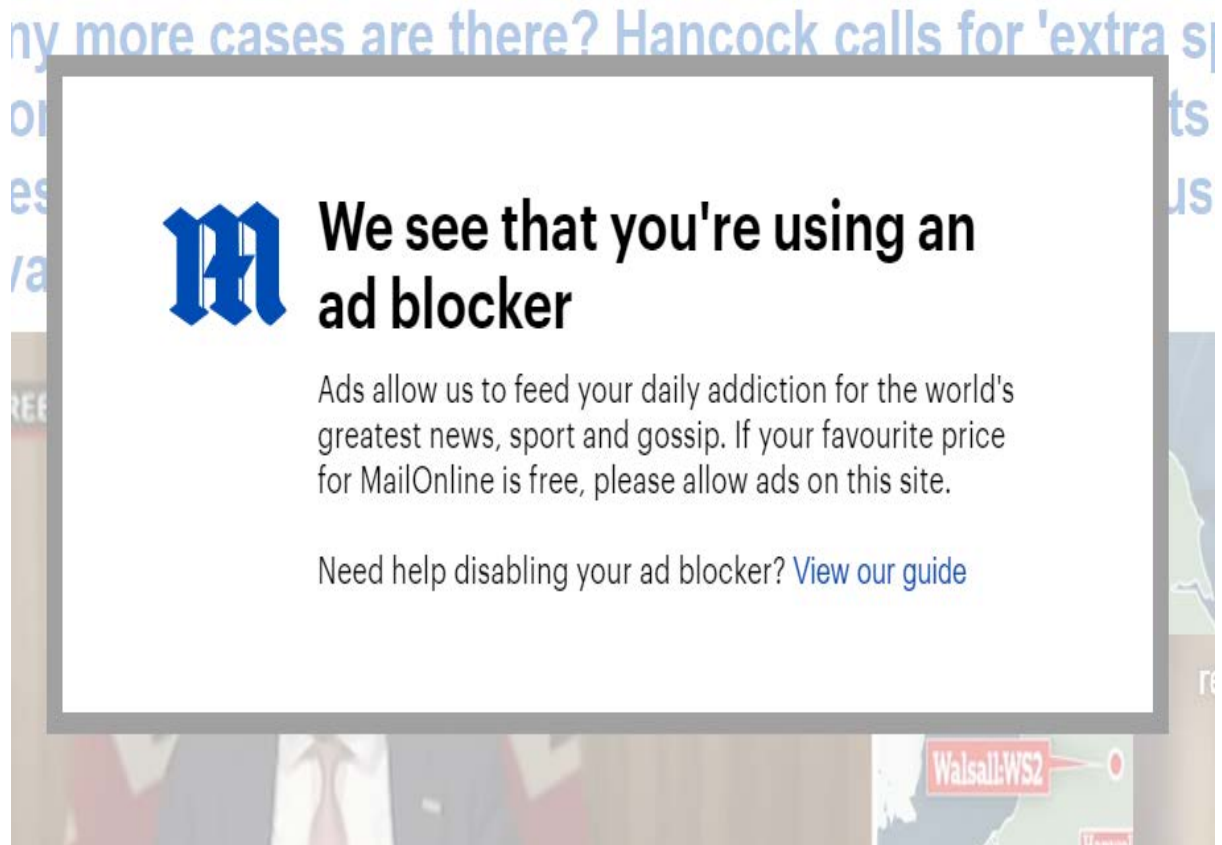 more cases are there? Hancock calls for 'extra
We see that you're using an
ad blocker
Ads allow us to feed your daily addiction for the world's
greatest news, sport and gossip. If your favourite price
for MailOnline is free, please allow ads on this site.
Need help disabling your ad blocker? View our guide
Walsall:WS2